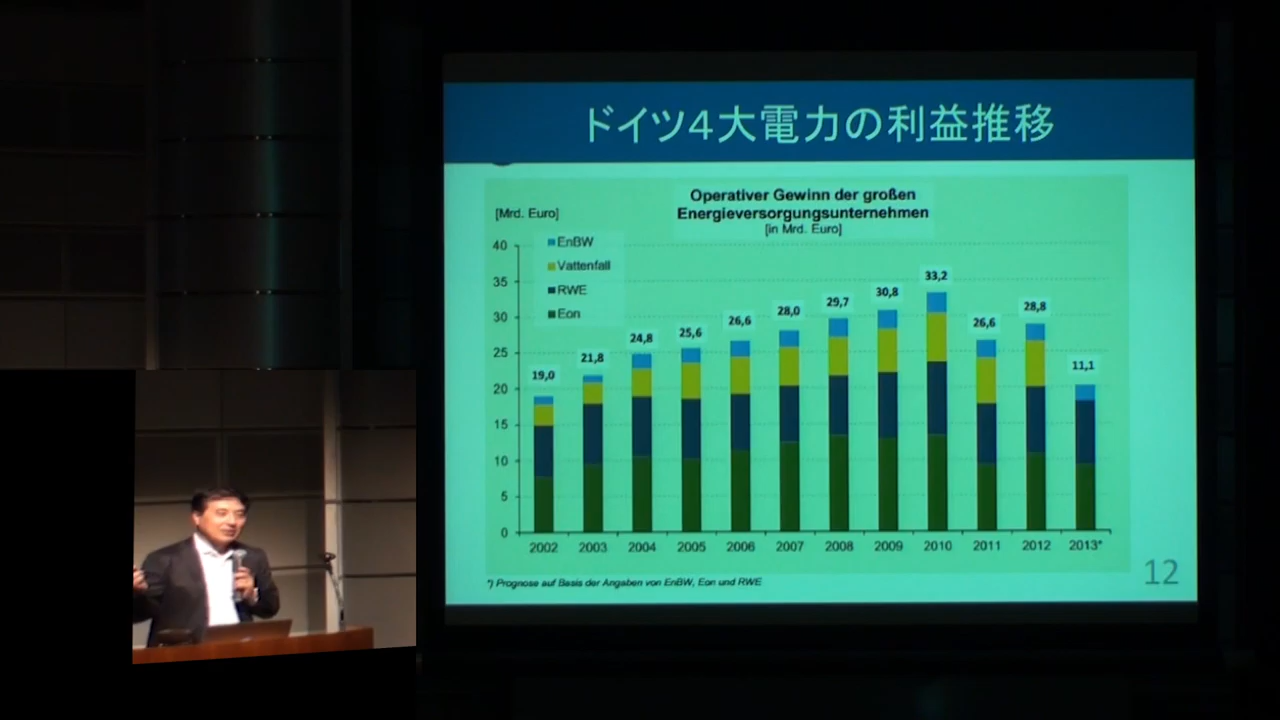 ドイツ4大電力の利益推移
Operativer Gewinn der großen
Energieversorgungsunternehmen
[in Mrd. Euro]
[Mrd. Euro]
EnBW
Vattenfall
RWE
Eon
40
35
30
25
20
15
10
5
0
19,0
21,8
24,8
25,6
26,6
28,0
29,7
30,8
33,2
26,6
28,8
11,1
2002 2003 2004 2005 2006 2007 2008 2009 2010 2011 2012 2013*
*) Prognose auf Basis der Angaben von EnBW, Eon und RWE
12